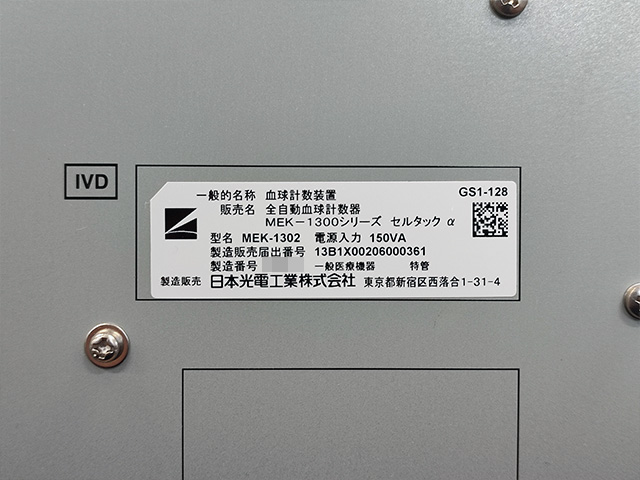 IVD
一般的名称 血球計数装置 GS1-128
販売名 全自動血球計数器
MEK-1300シリーズ セルタック α
型名 MEK-1302 電源入力 150VA
製造販売届出番号 13B1X00206000361
製造番号 一般医療機器 特管
製造販売 日本光電工業株式会社 東京都新宿区西落合1-31-4